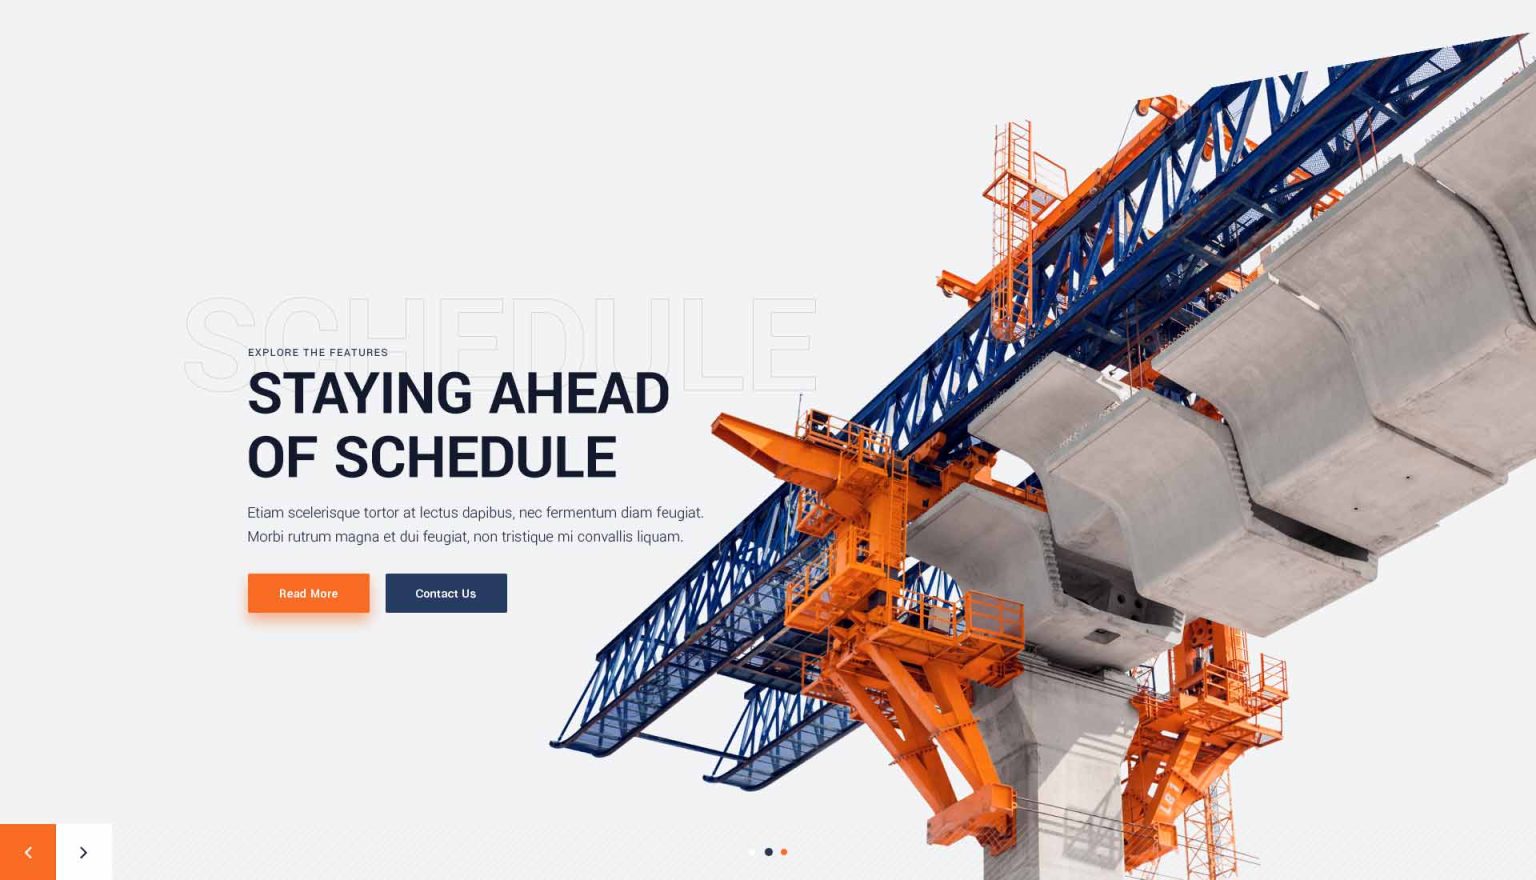 SCHEDULE
EXPLORE THE FEATURES
STAYING AHEAD
OF SCHEDULE
Etiam scelerisque tortor at lectus dapibus, nec fermentum diam feugiat.
Morbi rutrum magna et dui feugiat, non tristique mi convallis liquam.
Read More
Contact Us